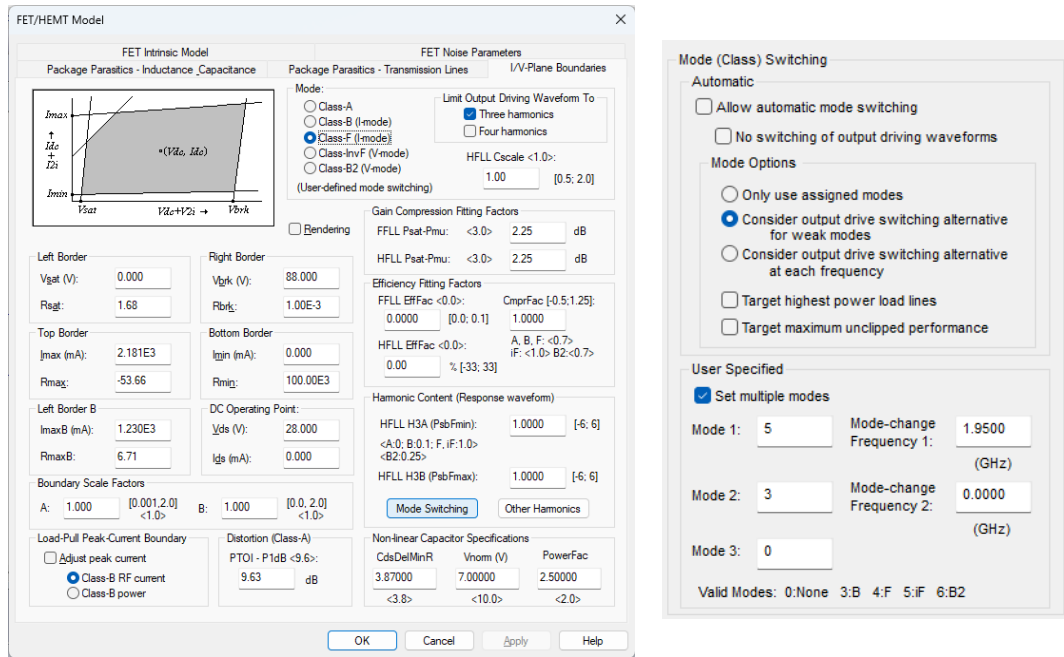 FET/HEMT Model
FET Intrinsic Model
FET Noise Parameters
Package Parasitics - Inductance _Capacitance
Package Parasitics - Transmission Lines
I/V-Plane Boundaries
Imax
Idc
+
I2i
Imin
•(Vdc, Idc)
Vsat
Vdc+V2i →
Vbrk
Mode:
Class-A
Class-B (I-mode)
Class-F (I-mode)
Class-InvF (V-mode)
Class-B2 (V-mode)
(User-defined mode switching)
Limit Output Driving Waveform To
Three harmonics
Four harmonics
HFLL Cscale <1.0>:
1.00 [0.5; 2.0]
Rendering
Gain Compression Fitting Factors
FFLL Psat-Pmu: <3.0> 2.25 dB
HFLL Psat-Pmu: <3.0> 2.25 dB
Left Border
Vsat (V): 0.000
Rsat: 1.68
Right Border
Vbrk (V): 88.000
Rbrk: 1.00E-3
Efficiency Fitting Factors
FFLL EffFac <0.0>: CmprFac [-0.5;1.25]:
0.0000 [0.0; 0.1] 1.0000
HFLL EffFac <0.0>: A, B, F: <0.7>
iF: <1.0> B2:<0.7>
0.00 % [-33; 33]
Top Border
Imax (mA): 2.181E3
Rmax: -53.66
Bottom Border
Imin (mA): 0.000
Rmin: 100.00E3
Left Border B
ImaxB (mA): 1.230E3
RmaxB: 6.71
DC Operating Point:
Vds (V): 28.000
Ids (mA): 0.000
Harmonic Content (Response waveform)
HFLL H3A (PsbFmin): 1.0000 [-6; 6]
<A:0; B:0.1; F, iF:1.0>
<B2:0.25>
HFLL H3B (PsbFmax): 1.0000 [-6; 6]
Mode Switching
Other Harmonics
Boundary Scale Factors
A: 1.000 [0.001,2.0] B: 1.000 [0.0, 2.0]
<1.0> <1.0>
Load-Pull Peak-Current Boundary
Adjust peak current
Class-B RF current
Class-B power
Distortion (Class-A)
PTOI - P1dB <9.6>:
9.63 dB
Non-linear Capacitor Specifications
CdsDelMinR Vnorm (V) PowerFac
3.87000 7.00000 2.50000
<3.8> <10.0> <2.0>
OK
Cancel
Apply
Help
Mode (Class) Switching
Automatic
Allow automatic mode switching
No switching of output driving waveforms
Mode Options
Only use assigned modes
Consider output drive switching alternative
for weak modes
Consider output drive switching alternative
at each frequency
Target highest power load lines
Target maximum unclipped performance
User Specified
Set multiple modes
Mode 1: 5 Mode-change
Frequency 1: 1.9500
(GHz)
Mode 2: 3 Mode-change
Frequency 2: 0.0000
(GHz)
Mode 3: 0
Valid Modes: 0:None 3:B 4:F 5:iF 6:B2